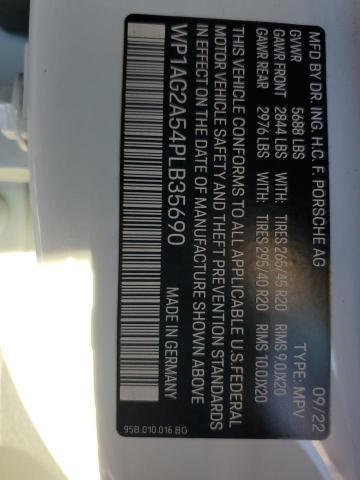 MFD BY DR. ING. H.C. F. PORSCHE AG 09/22
GVWR 5688 LBS TYPE: MPV
GAWR FRONT 2844 LBS WITH: TIRES 265/45 R20 RIMS 9.0JX20
GAWR REAR 2976 LBS WITH: TIRES 295/40 R20 RIMS 10.0JX20
THIS VEHICLE CONFORMS TO ALL APPLICABLE U.S.FEDERAL
MOTOR VEHICLE SAFETY AND THEFT PREVENTION STANDARDS
IN EFFECT ON THE DATE OF MANUFACTURE SHOWN ABOVE
WP1AG2A54PLB35690 MADE IN GERMANY
95B.010.016.BG